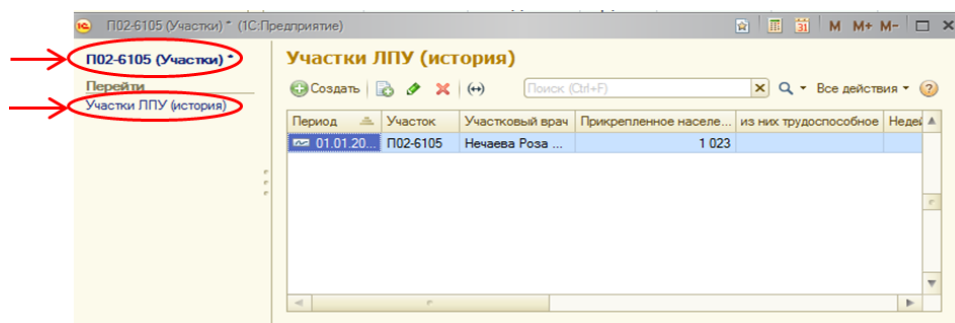 П02-6105 (Участки) * (1С:Предприятие)
31 M M+ M-
П02-6105 (Участки) *
Перейти
Участки ЛПУ (история)
Участки ЛПУ (история)
Создать Поиск (Ctrl+F) Все действия
Период Участок Участковый врач Прикрепленное населе... из них трудоспособное Недей
01.01.20... П02-6105 Нечаева Роза ... 1 023